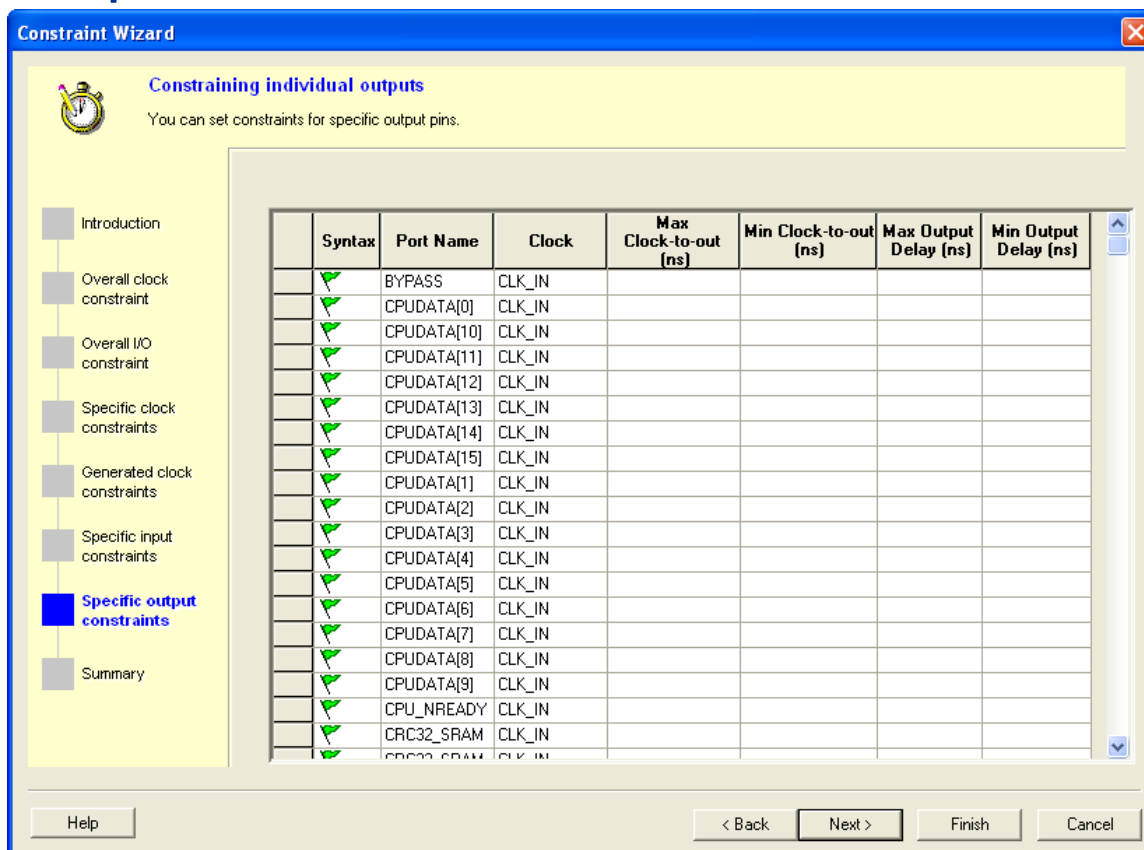 Constraint Wizard
Constraining individual outputs
You can set constraints for specific output pins.
Introduction
Overall clock
constraint
Overall I/O
constraint
Specific clock
constraints
Generated clock
constraints
Specific input
constraints
Specific output
constraints
Summary
Syntax Port Name Clock Max Clock-to-out (ns) Min Clock-to-out (ns) Max Output Delay (ns) Min Output Delay (ns)
BYPASS CLK_IN
CPUDATA[0] CLK_IN
CPUDATA[10] CLK_IN
CPUDATA[11] CLK_IN
CPUDATA[12] CLK_IN
CPUDATA[13] CLK_IN
CPUDATA[14] CLK_IN
CPUDATA[15] CLK_IN
CPUDATA[1] CLK_IN
CPUDATA[2] CLK_IN
CPUDATA[3] CLK_IN
CPUDATA[4] CLK_IN
CPUDATA[5] CLK_IN
CPUDATA[6] CLK_IN
CPUDATA[7] CLK_IN
CPUDATA[8] CLK_IN
CPUDATA[9] CLK_IN
CPU_NREADY CLK_IN
CRC32_SRAM CLK_IN
Help < Back Next > Finish Cancel